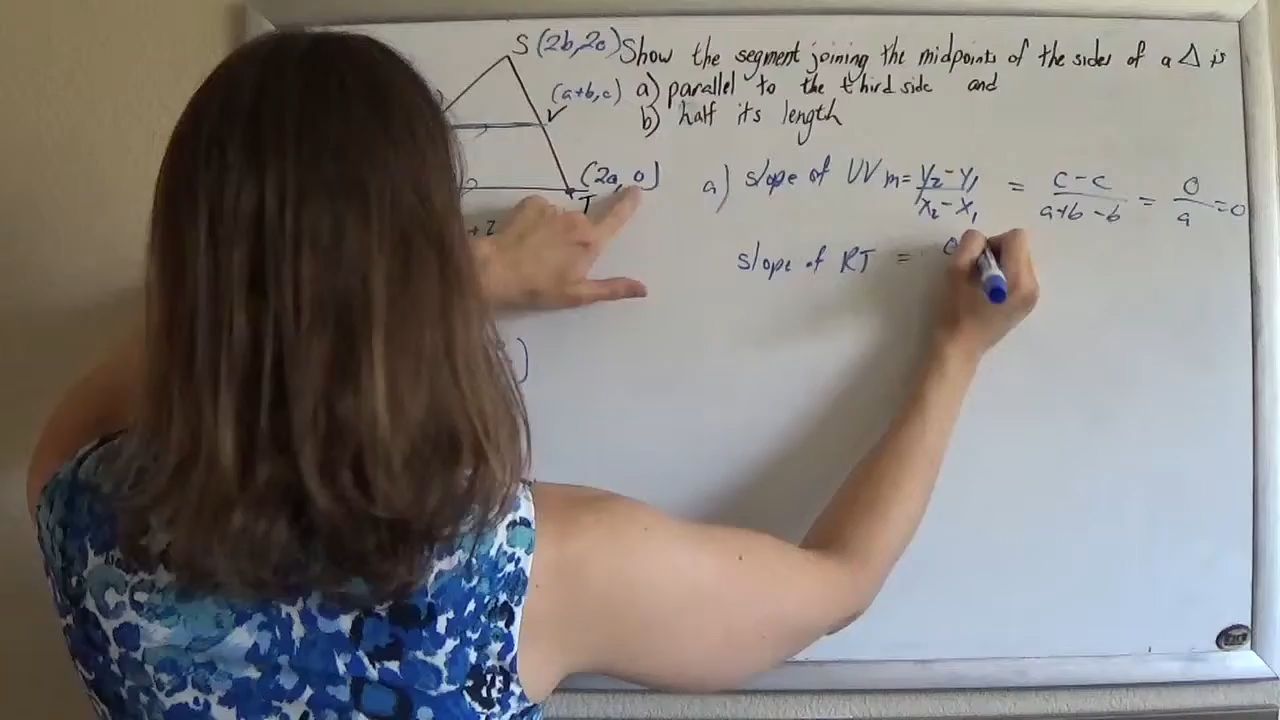 S (2b, 2c) Show the segment joining the midpoints of the sides of a Δ is
(a+b, c) a) parallel to the third side and
V b) half its length
(2a, 0)
T
a) slope of UV m = y₂-y₁ / x₂-x₁ = c-c / a+b-b = 0/a = 0
slope of RT = 0
+ 2
)